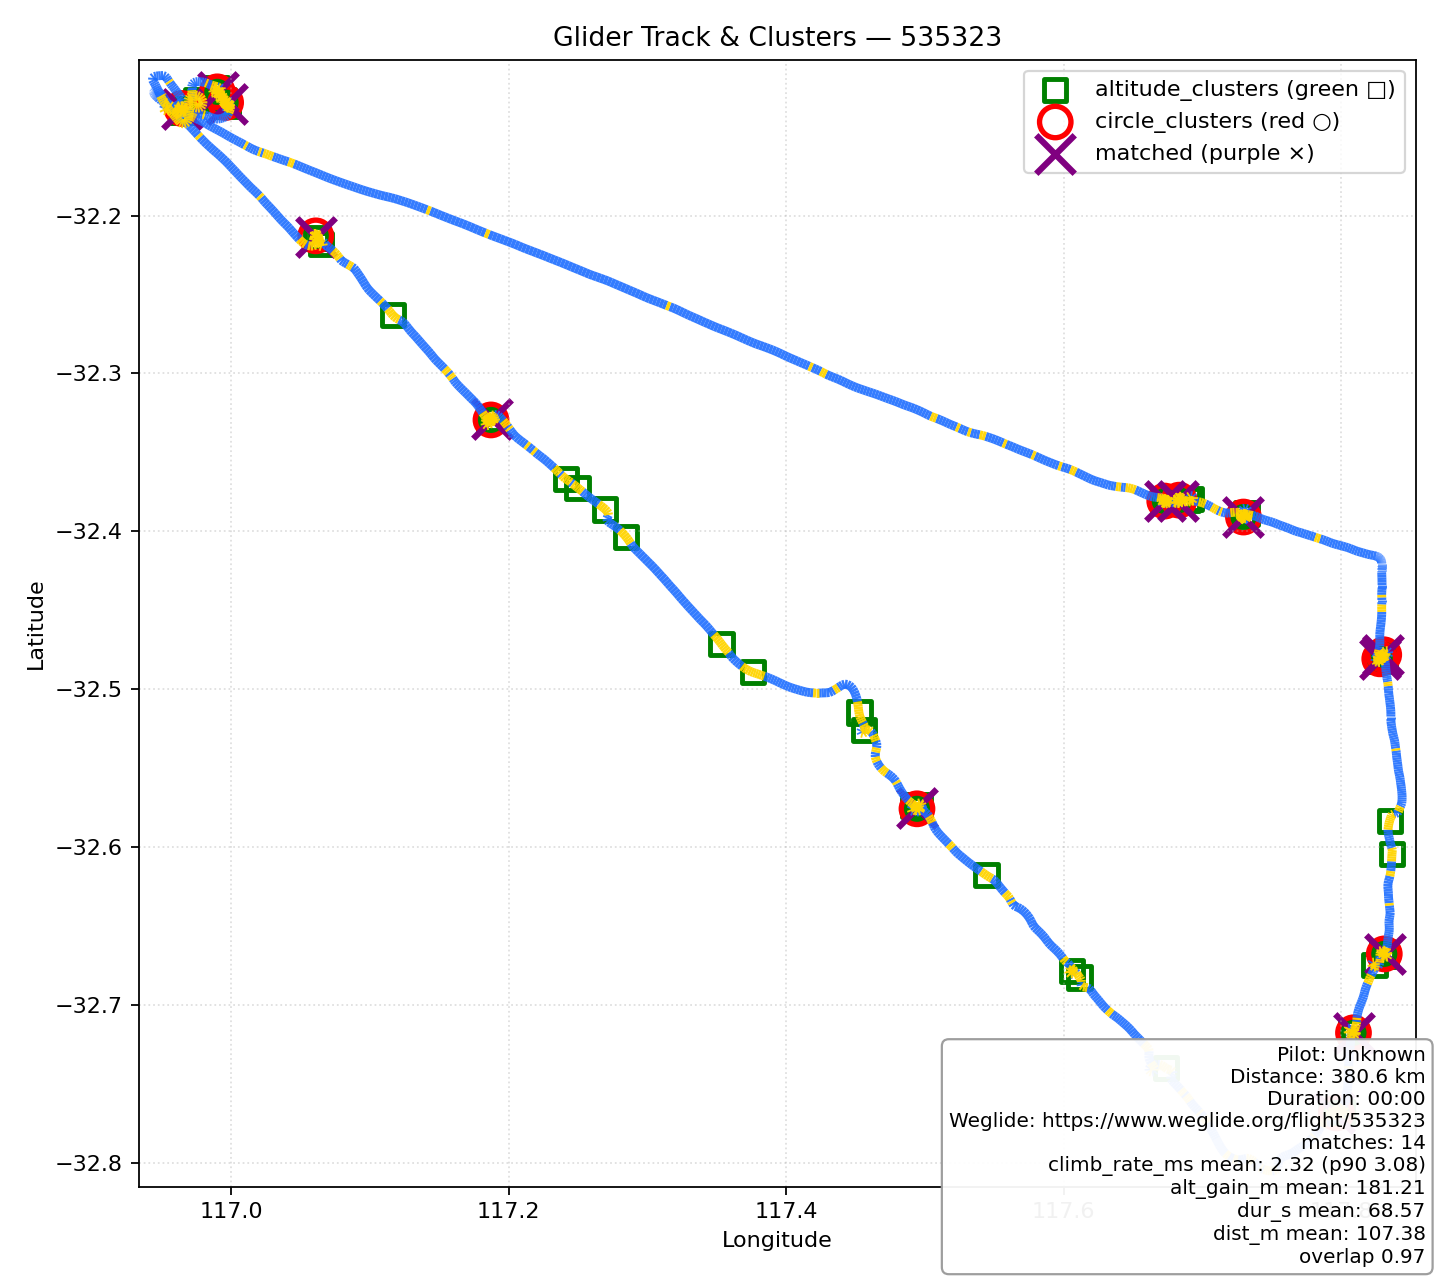 Glider Track & Clusters — 535323
altitude_clusters (green □)
circle_clusters (red ○)
matched (purple ×)
Latitude
−32.2
−32.3
−32.4
−32.5
−32.6
−32.7
−32.8
117.0
117.2
117.4
117.6
Longitude
Pilot: Unknown
Distance: 380.6 km
Duration: 00:00
Weglide: https://www.weglide.org/flight/535323
matches: 14
climb_rate_ms mean: 2.32 (p90 3.08)
alt_gain_m mean: 181.21
dur_s mean: 68.57
dist_m mean: 107.38
overlap 0.97